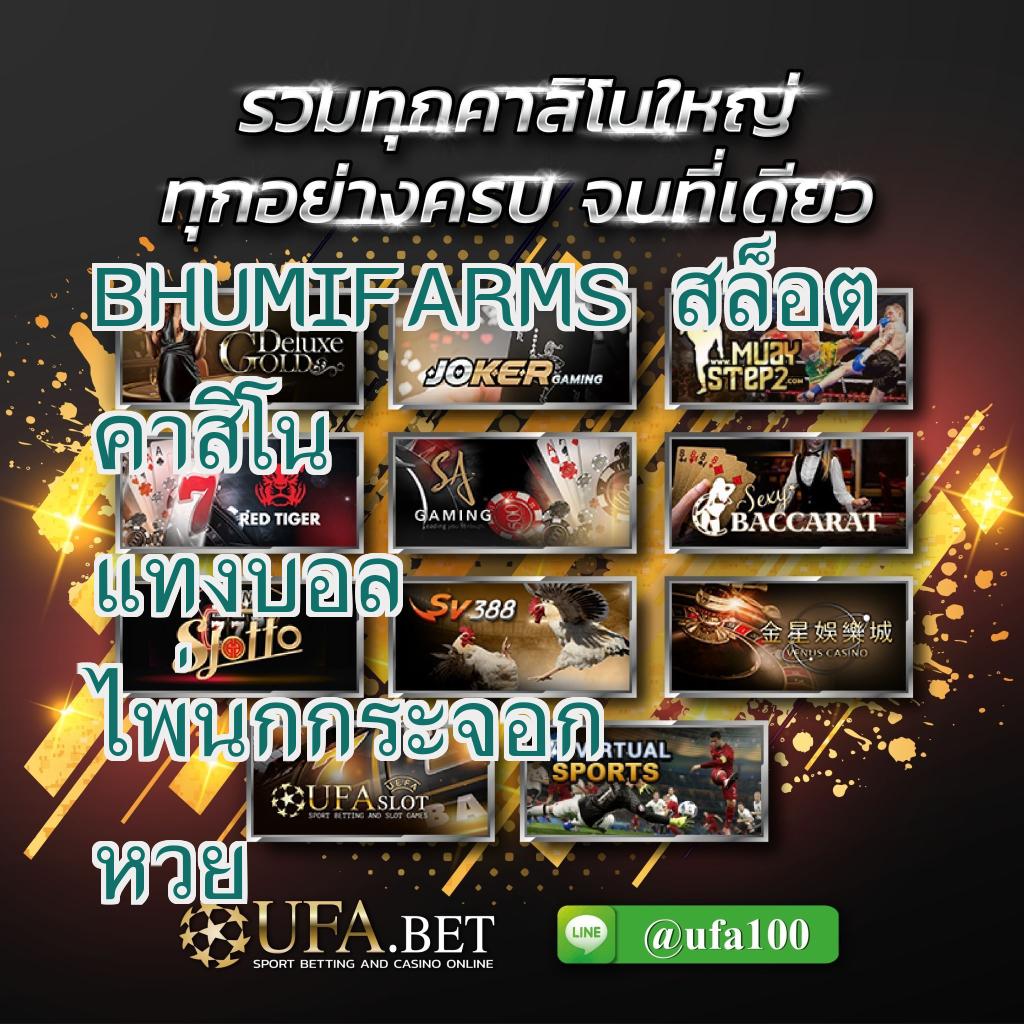 รวมทุกคาสิโนใหญ่
ทุกอย่างครบ จบที่เดียว
BHUMIFARMS สล็อต
Deluxe
GOLD
JOKER GAMING
WWW.MUAY
STEP2.COM
คาสิโน
7
RED TIGER
SA
GAMING
Sexy
BACCARAT
แทงบอล
Slotto
SV388
金星娛樂城
VENUS CASINO
ไพ่นกกระจอก
UEFA
UFA SLOT
SPORT BETTING AND SLOT GAMES
VIRTUAL
SPORTS
หวย
UFA.BET
SPORT BETTING AND CASINO ONLINE
LINE
@ufa100